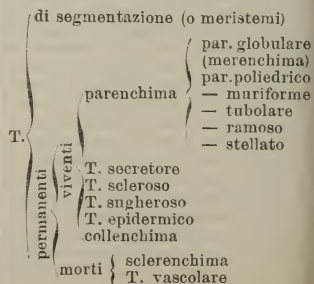 di segmentazione (o meristemi)
par. globulare
(merenchima)
par. poliedrico
parenchima — muriforme
— tubolare
T. — ramoso
— stellato
permanenti
viventi
T. secretore
T. scleroso
T. sugheroso
T. epidermico
collenchima
morti sclerenchima
T. vascolare